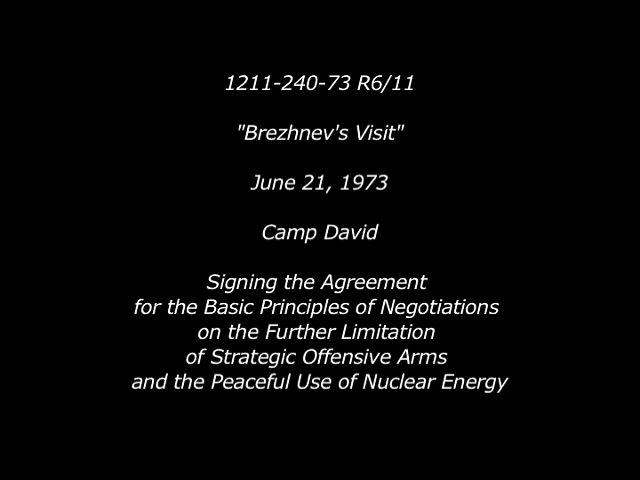 1211-240-73 R6/11
"Brezhnev's Visit"
June 21, 1973
Camp David
Signing the Agreement
for the Basic Principles of Negotiations
on the Further Limitation
of Strategic Offensive Arms
and the Peaceful Use of Nuclear Energy